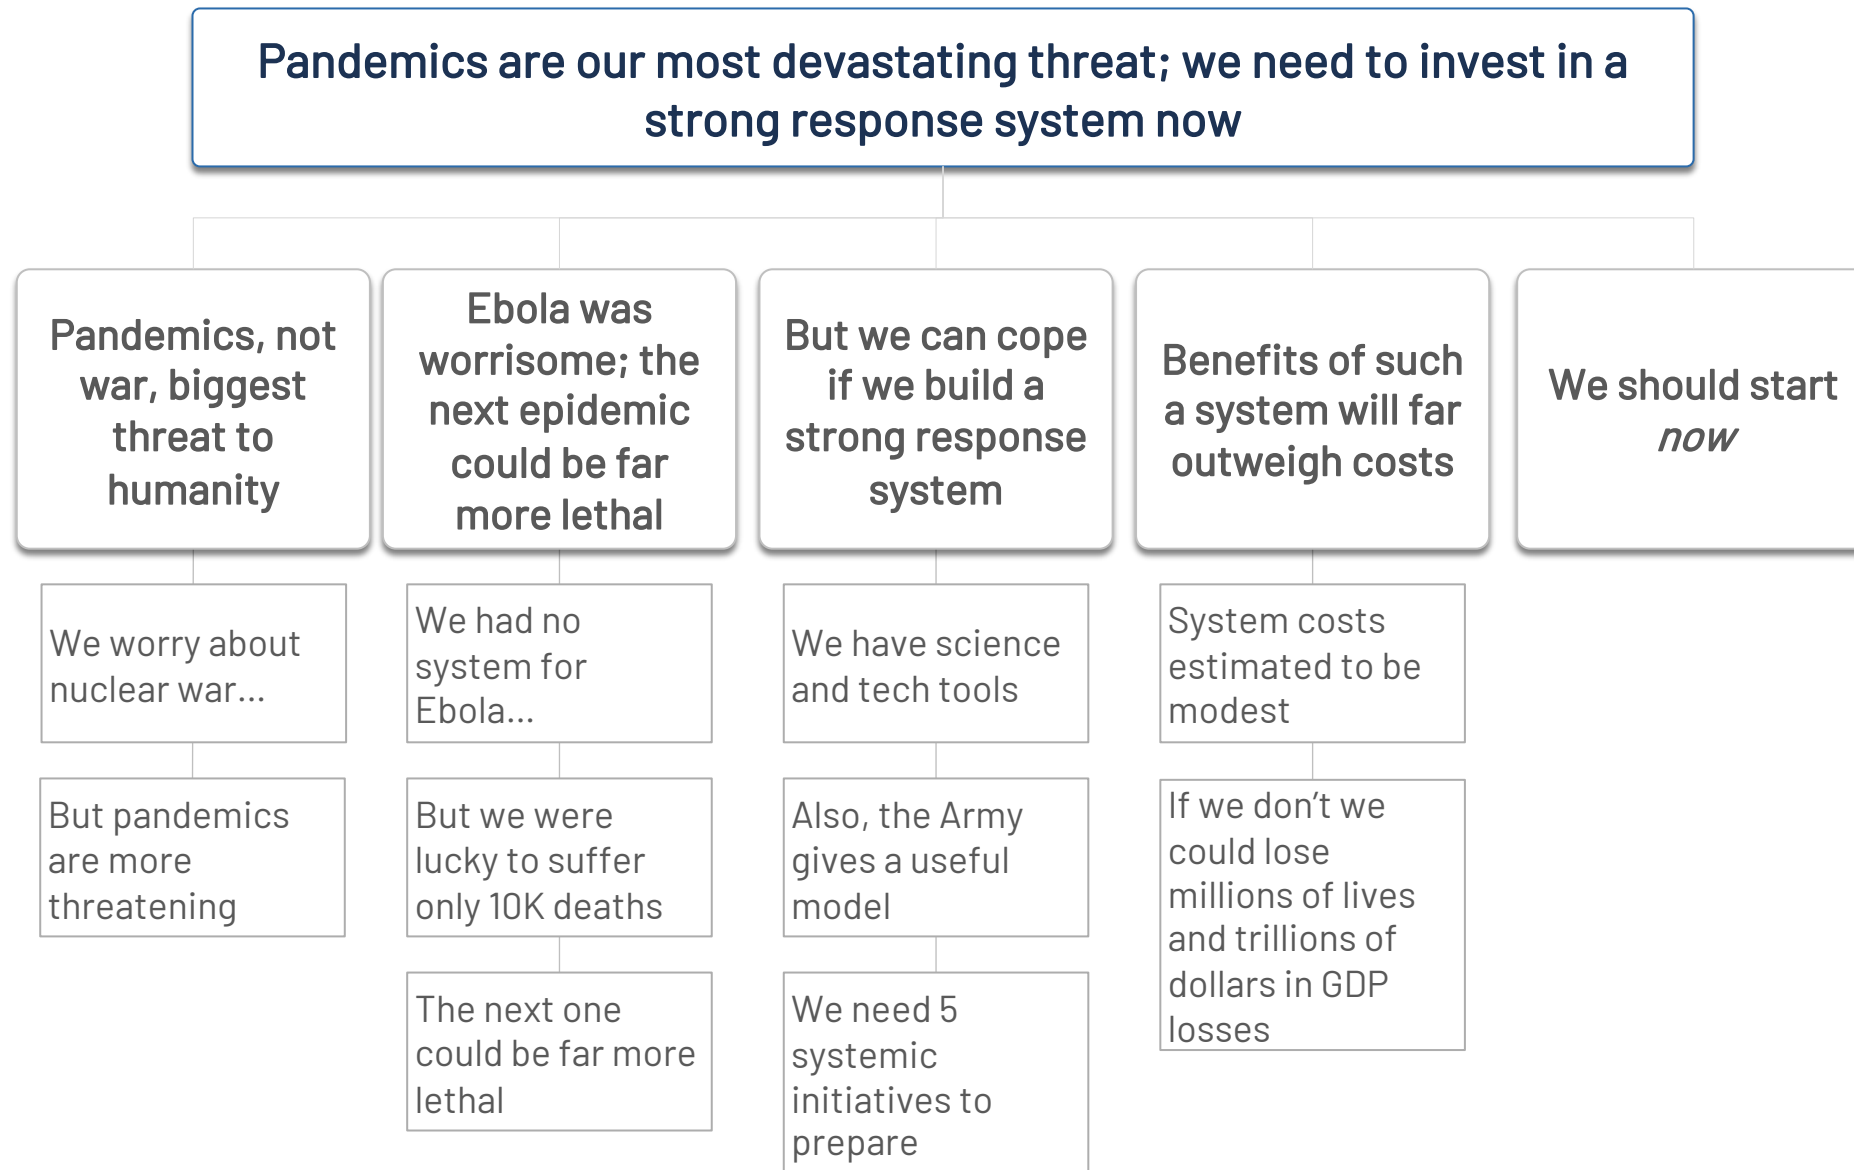 Pandemics are our most devastating threat; we need to invest in a
strong response system now
Pandemics, not
war, biggest
threat to
humanity
Ebola was
worrisome; the
next epidemic
could be far
more lethal
But we can cope
if we build a
strong response
system
Benefits of such
a system will far
outweigh costs
We should start
now
We worry about
nuclear war...
But pandemics
are more
threatening
We had no
system for
Ebola...
But we were
lucky to suffer
only 10K deaths
The next one
could be far more
lethal
We have science
and tech tools
Also, the Army
gives a useful
model
We need 5
systemic
initiatives to
prepare
System costs
estimated to be
modest
If we don’t we
could lose
millions of lives
and trillions of
dollars in GDP
losses